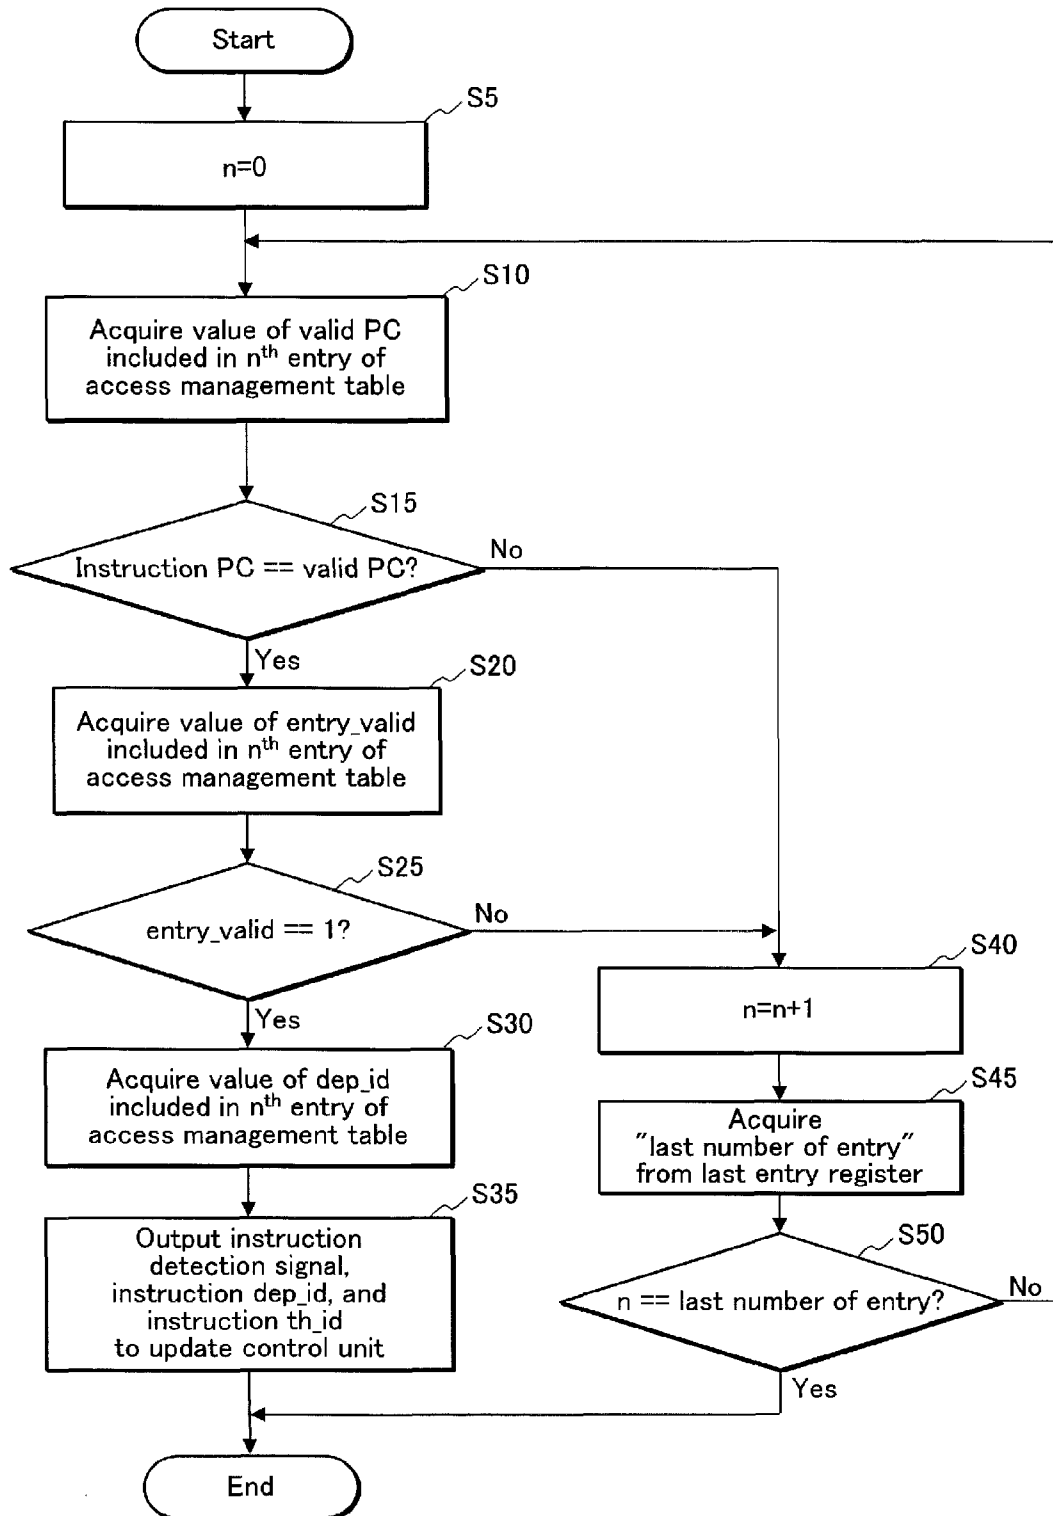 Start
S5
n=0
S10
Acquire value of valid PC
included in nth entry of
access management table
S15
Instruction PC == valid PC?
No
Yes
S20
Acquire value of entry_valid
included in nth entry of
access management table
S25
entry_valid == 1?
No
Yes
S30
Acquire value of dep_id
included in nth entry of
access management table
S35
Output instruction
detection signal,
instruction dep_id, and
instruction th_id
to update control unit
S40
n=n+1
S45
Acquire
"last number of entry"
from last entry register
S50
n == last number of entry?
No
Yes
End